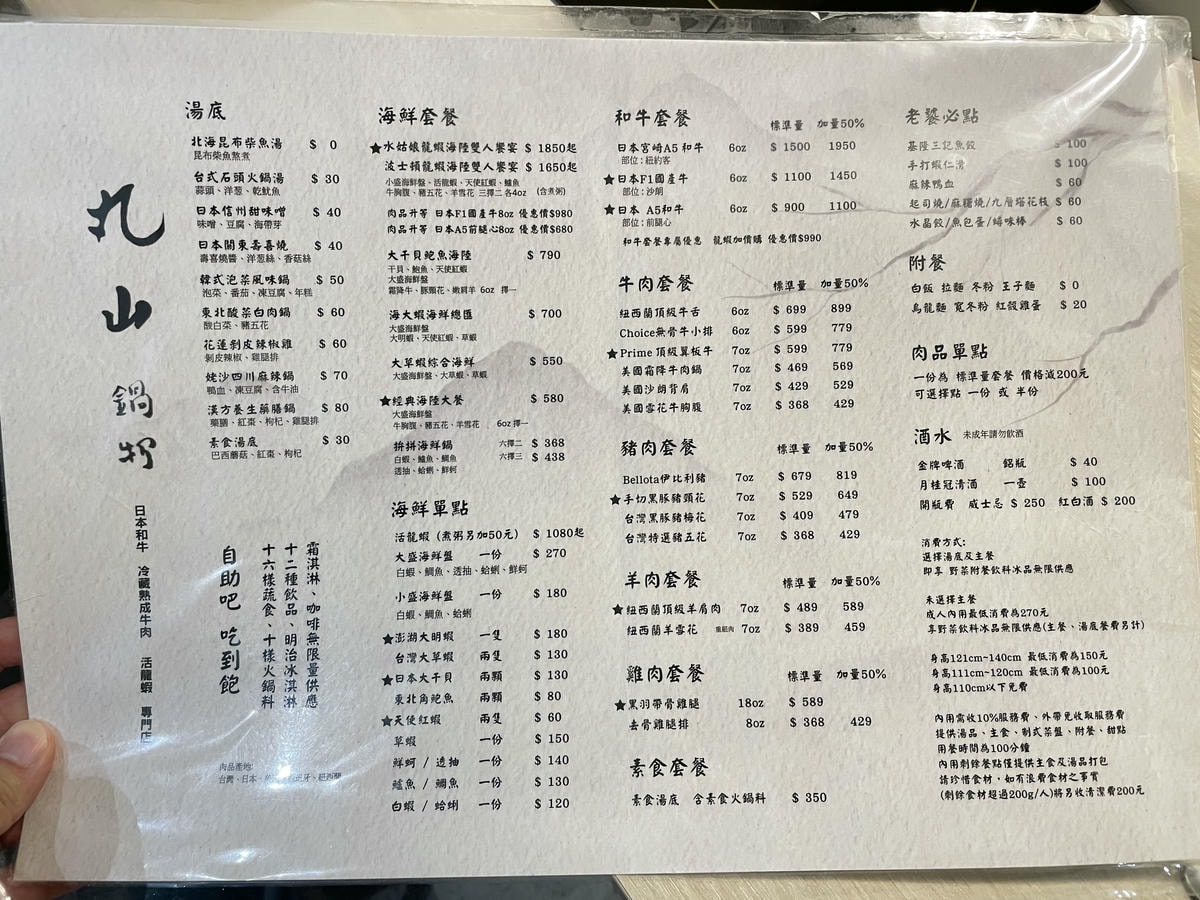 丸山
鍋物
日本和牛 冷藏熟成牛肉 活龍蝦 專門店
湯底
北海昆布柴魚湯 $ 0
昆布柴魚熬煮
台式石頭火鍋湯 $ 30
蒜頭、洋蔥、乾魷魚
日本信州甜味噌 $ 40
味噌、豆腐、海帶芽
日本關東壽喜燒 $ 40
壽喜燒醬、洋蔥絲、香菇絲
韓式泡菜風味鍋 $ 50
泡菜、番茄、凍豆腐、年糕
東北酸菜白肉鍋 $ 60
酸白菜、豬五花
花蓮剝皮辣椒雞 $ 60
剝皮辣椒、雞腿排
姥沙四川麻辣鍋 $ 70
鴨血、凍豆腐、含牛油
漢方養生藥膳鍋 $ 80
藥膳、紅棗、枸杞、雞腿排
素食湯底 $ 30
巴西蘑菇、紅棗、枸杞
霜淇淋、咖啡無限量供應
十二種飲品、明治冰淇淋
十六樣蔬食、十樣火鍋料
自助吧 吃到飽
肉品產地:
台灣、日本、
海鮮套餐
★水姑娘龍蝦海陸雙人饗宴 $ 1850起
波士頓龍蝦海陸雙人饗宴 $ 1650起
小盛海鮮盤、活龍蝦、天使紅蝦、鱸魚
牛胸腹、豬五花、羊雪花 三擇二 各4oz (含煮粥)
肉品升等 日本F1國產牛8oz 優惠價$980
肉品升等 日本A5前腿心8oz 優惠價$680
大干貝鮑魚海陸 $ 790
干貝、鮑魚、天使紅蝦
大盛海鮮盤
霜降牛、豚頸花、嫩肩羊 6oz 擇一
海大蝦海鮮總匯 $ 700
大盛海鮮盤
大明蝦、天使紅蝦、草蝦
大草蝦綜合海鮮 $ 550
大盛海鮮盤、大草蝦、草蝦
★經典海陸大餐 $ 580
大盛海鮮盤
牛胸腹、豬五花、羊雪花 6oz 擇一
拚拚海鮮鍋 六擇二 $ 368
白蝦、鱸魚、鯛魚 六擇三 $ 438
透抽、蛤蜊、鮮蚵
海鮮單點
活龍蝦 (煮粥另加50元) $ 1080起
大盛海鮮盤 一份 $ 270
白蝦、鯛魚、透抽、蛤蜊、鮮蚵
小盛海鮮盤 一份 $ 180
白蝦、鯛魚、蛤蜊
★澎湖大明蝦 一隻 $ 180
台灣大草蝦 兩隻 $ 130
★日本大干貝 兩顆 $ 130
東北角鮑魚 兩顆 $ 80
★天使紅蝦 兩隻 $ 60
草蝦 一份 $ 150
鮮蚵 / 透抽 一份 $ 140
鱸魚 / 鯛魚 一份 $ 130
白蝦 / 蛤蜊 一份 $ 120
和牛套餐 標準量 加量50%
日本宮崎A5 和牛 6oz $ 1500 1950
部位:紐約客
★日本F1國產牛 6oz $ 1100 1450
部位:沙朗
★日本 A5和牛 6oz $ 900 1100
部位:前腿心
和牛套餐專屬優惠 龍蝦加價購 優惠價$990
牛肉套餐 標準量 加量50%
紐西蘭頂級牛舌 6oz $ 699 899
Choice無骨牛小排 6oz $ 599 779
★Prime 頂級翼板牛 7oz $ 599 779
美國霜降牛肉鍋 7oz $ 469 569
美國沙朗背肩 7oz $ 429 529
美國雪花牛胸腹 7oz $ 368 429
豬肉套餐 標準量 加量50%
Bellota伊比利豬 7oz $ 679 819
★手切黑豚豬頸花 7oz $ 529 649
台灣黑豚豬梅花 7oz $ 409 479
台灣特選豬五花 7oz $ 368 429
羊肉套餐 標準量 加量50%
★紐西蘭頂級羊肩肉 7oz $ 489 589
紐西蘭羊雪花 重組肉 7oz $ 389 459
雞肉套餐 標準量 加量50%
★黑羽帶骨雞腿 18oz $ 589
去骨雞腿排 8oz $ 368 429
素食套餐
素食湯底 含素食火鍋料 $ 350
老饕必點
基隆三記魚餃 $ 100
手打蝦仁滑 $ 100
麻辣鴨血 $ 60
起司燒/麻糬燒/九層塔花枝 $ 60
水晶餃/魚包蛋/蟳味棒 $ 60
附餐
白飯 拉麵 冬粉 王子麵 $ 0
烏龍麵 寬冬粉 紅殼雞蛋 $ 20
肉品單點
一份為 標準量套餐 價格減200元
可選擇點 一份 或 半份
酒水 未成年請勿飲酒
金牌啤酒 鋁瓶 $ 40
月桂冠清酒 一壺 $ 100
開瓶費 威士忌 $ 250 紅白酒 $ 200
消費方式:
選擇湯底及主餐
即享 野菜附餐飲料冰品無限供應
未選擇主餐
成人內用最低消費為270元
享野菜飲料冰品無限供應(主餐、湯底餐費另計)
身高121cm~140cm 最低消費為150元
身高111cm~120cm 最低消費為100元
身高110cm以下免費
內用需收10%服務費、外帶免收取服務費
提供湯品、主食、制式菜盤、附餐、甜點
用餐時間為100分鐘
內用剩餘餐點僅提供主食及湯品打包
請珍惜食材,如有浪費食材之事實
(剩餘食材超過200g/人)將另收清潔費200元